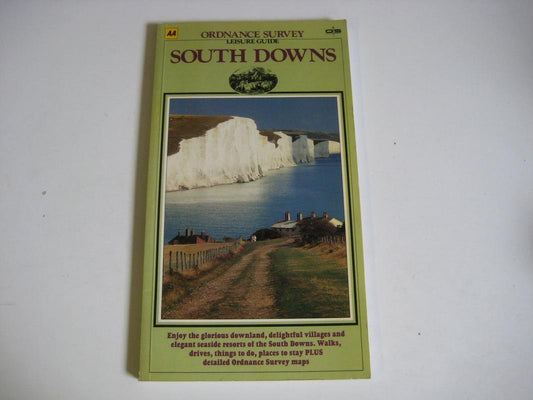 AA
ORDNANCE SURVEY
LEISURE GUIDE
SOUTH DOWNS
Enjoy the glorious downland, delightful villages and
elegant seaside resorts of the South Downs. Walks,
drives, things to do, places to stay PLUS
detailed Ordnance Survey maps